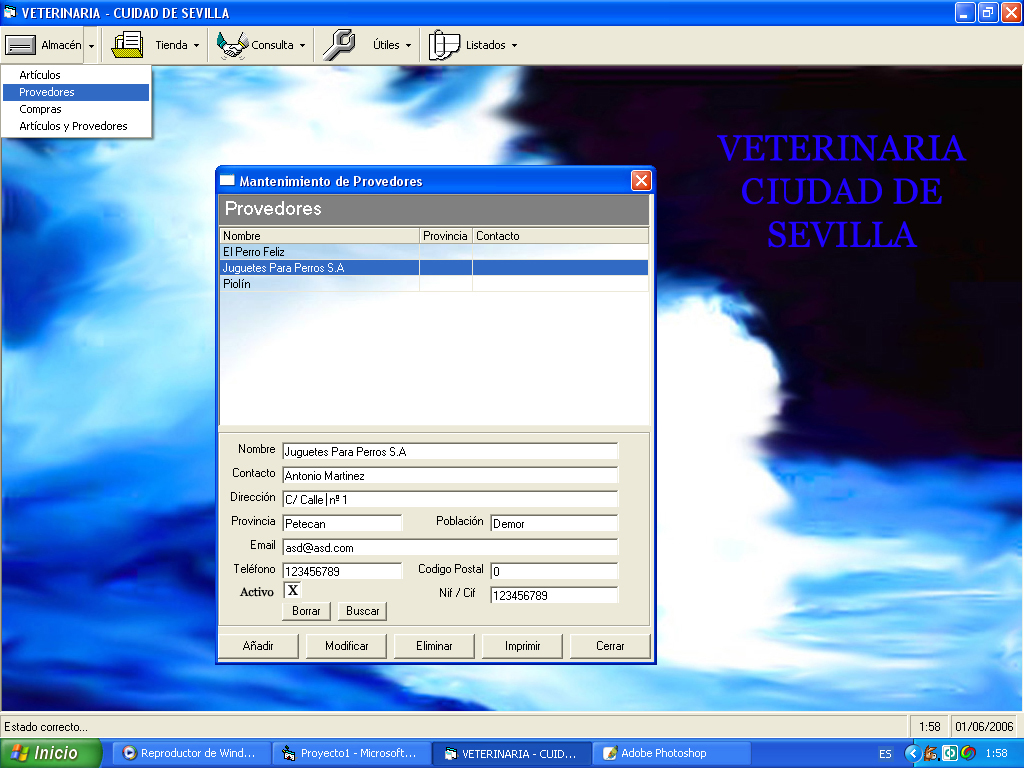 VETERINARIA - CUIDAD DE SEVILLA
Almacén Tienda Consulta Útiles Listados
Artículos
Provedores
Compras
Artículos y Provedores
VETERINARIA
CIUDAD DE
SEVILLA
Mantenimiento de Provedores
Provedores
Nombre Provincia Contacto
El Perro Feliz
Juguetes Para Perros S.A
Piolín
Nombre Juguetes Para Perros S.A
Contacto Antonio Martinez
Dirección C/ Calle nº 1
Provincia Petecan Población Demor
Email asd@asd.com
Teléfono 123456789 Codigo Postal 0
Activo X Nif / Cif 123456789
Borrar Buscar
Añadir Modificar Eliminar Imprimir Cerrar
Estado correcto... 1:58 01/06/2006
Inicio Reproductor de Wind... Proyecto1 - Microsoft... VETERINARIA - CUID... Adobe Photoshop ES 1:58